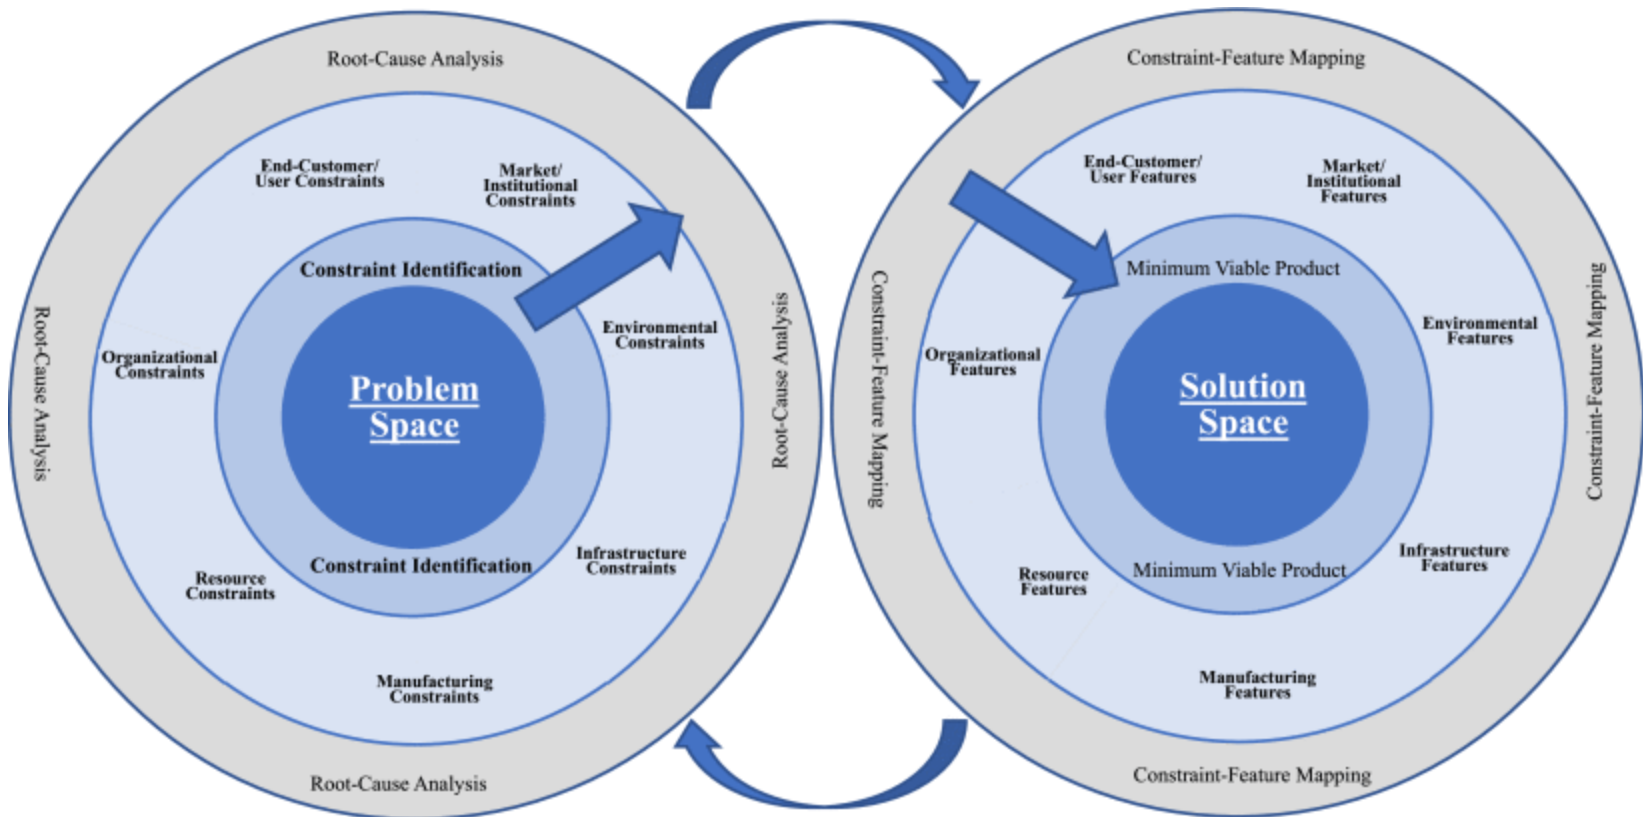 Root-Cause Analysis
End-Customer/
User Constraints
Market/
Institutional
Constraints
Constraint Identification
Environmental
Constraints
Organizational
Constraints
Root-Cause Analysis
Root-Cause Analysis
Problem
Space
Constraint Identification
Infrastructure
Constraints
Resource
Constraints
Manufacturing
Constraints
Root-Cause Analysis
Constraint-Feature Mapping
End-Customer/
User Features
Market/
Institutional
Features
Minimum Viable Product
Environmental
Features
Organizational
Features
Constraint-Feature Mapping
Constraint-Feature Mapping
Solution
Space
Minimum Viable Product
Infrastructure
Features
Resource
Features
Manufacturing
Features
Constraint-Feature Mapping